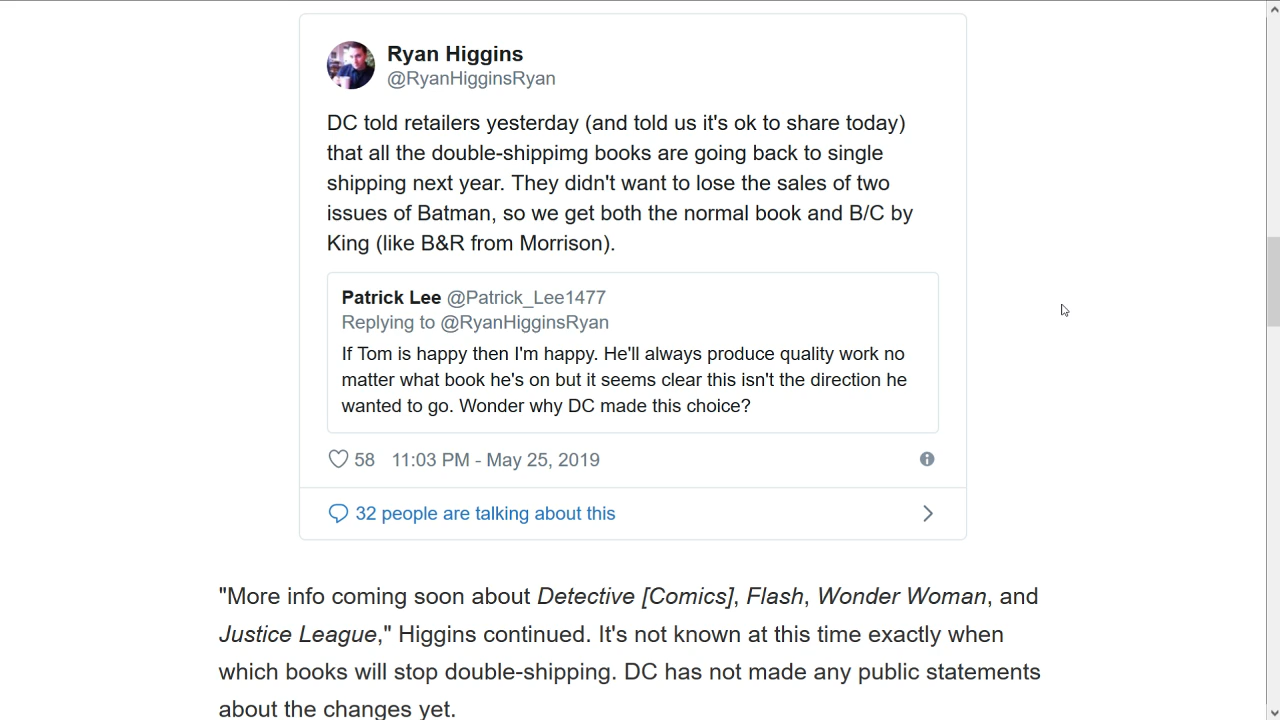 Ryan Higgins
@RyanHigginsRyan
DC told retailers yesterday (and told us it's ok to share today)
that all the double-shippimg books are going back to single
shipping next year. They didn't want to lose the sales of two
issues of Batman, so we get both the normal book and B/C by
King (like B&R from Morrison).
Patrick Lee @Patrick_Lee1477
Replying to @RyanHigginsRyan
If Tom is happy then I'm happy. He'll always produce quality work no
matter what book he's on but it seems clear this isn't the direction he
wanted to go. Wonder why DC made this choice?
58 11:03 PM - May 25, 2019
32 people are talking about this
"More info coming soon about Detective [Comics], Flash, Wonder Woman, and
Justice League," Higgins continued. It's not known at this time exactly when
which books will stop double-shipping. DC has not made any public statements
about the changes yet.